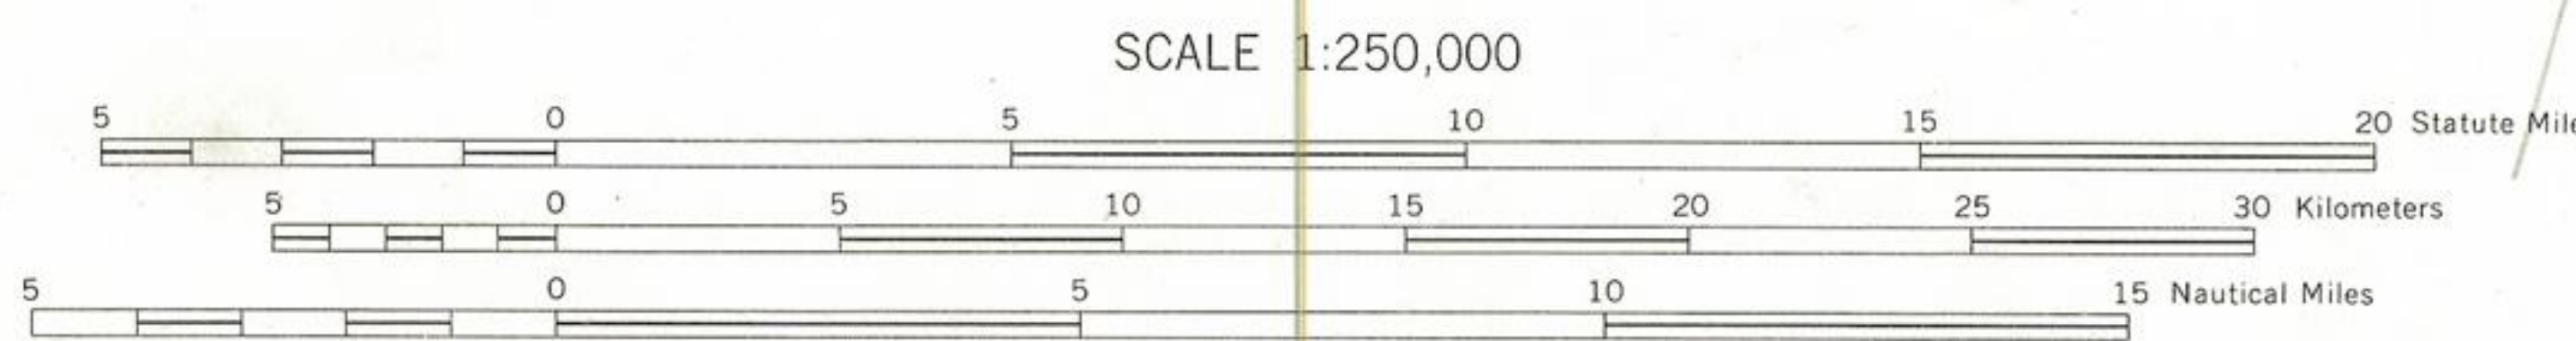 SCALE 1:250,000
5 0 5 10 15 20 Statute Mile
5 0 5 10 15 20 25 30 Kilometers
5 0 5 10 15 Nautical Miles